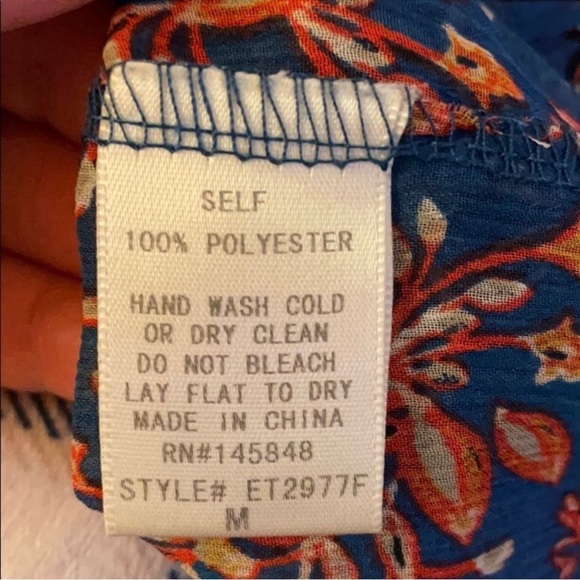 SELF
100% POLYESTER
HAND WASH COLD
OR DRY CLEAN
DO NOT BLEACH
LAY FLAT TO DRY
MADE IN CHINA
RN#145848
STYLE# ET2977F
M